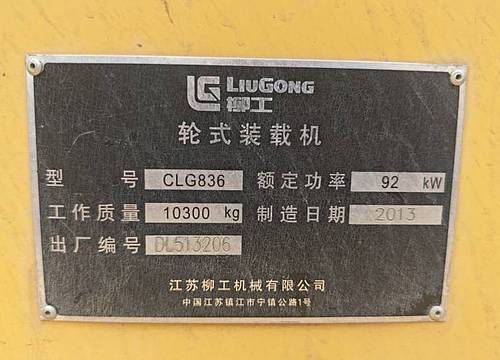 LIUGONG
柳工
轮式装载机
型号 CLG836 额定功率 92 kW
工作质量 10300 kg 制造日期 2013
出厂编号 DL513206
江苏柳工机械有限公司
中国江苏镇江市宁镇公路1号